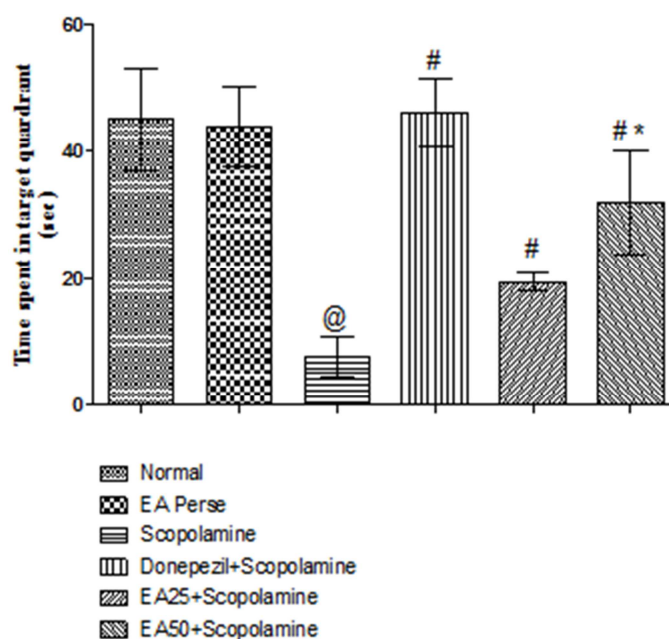 60
40
20
0
Time spent in target quardrant
(sec)
@
#
#
# *
Normal
EA Perse
Scopolamine
Donepezil+Scopolamine
EA25+Scopolamine
EA50+Scopolamine